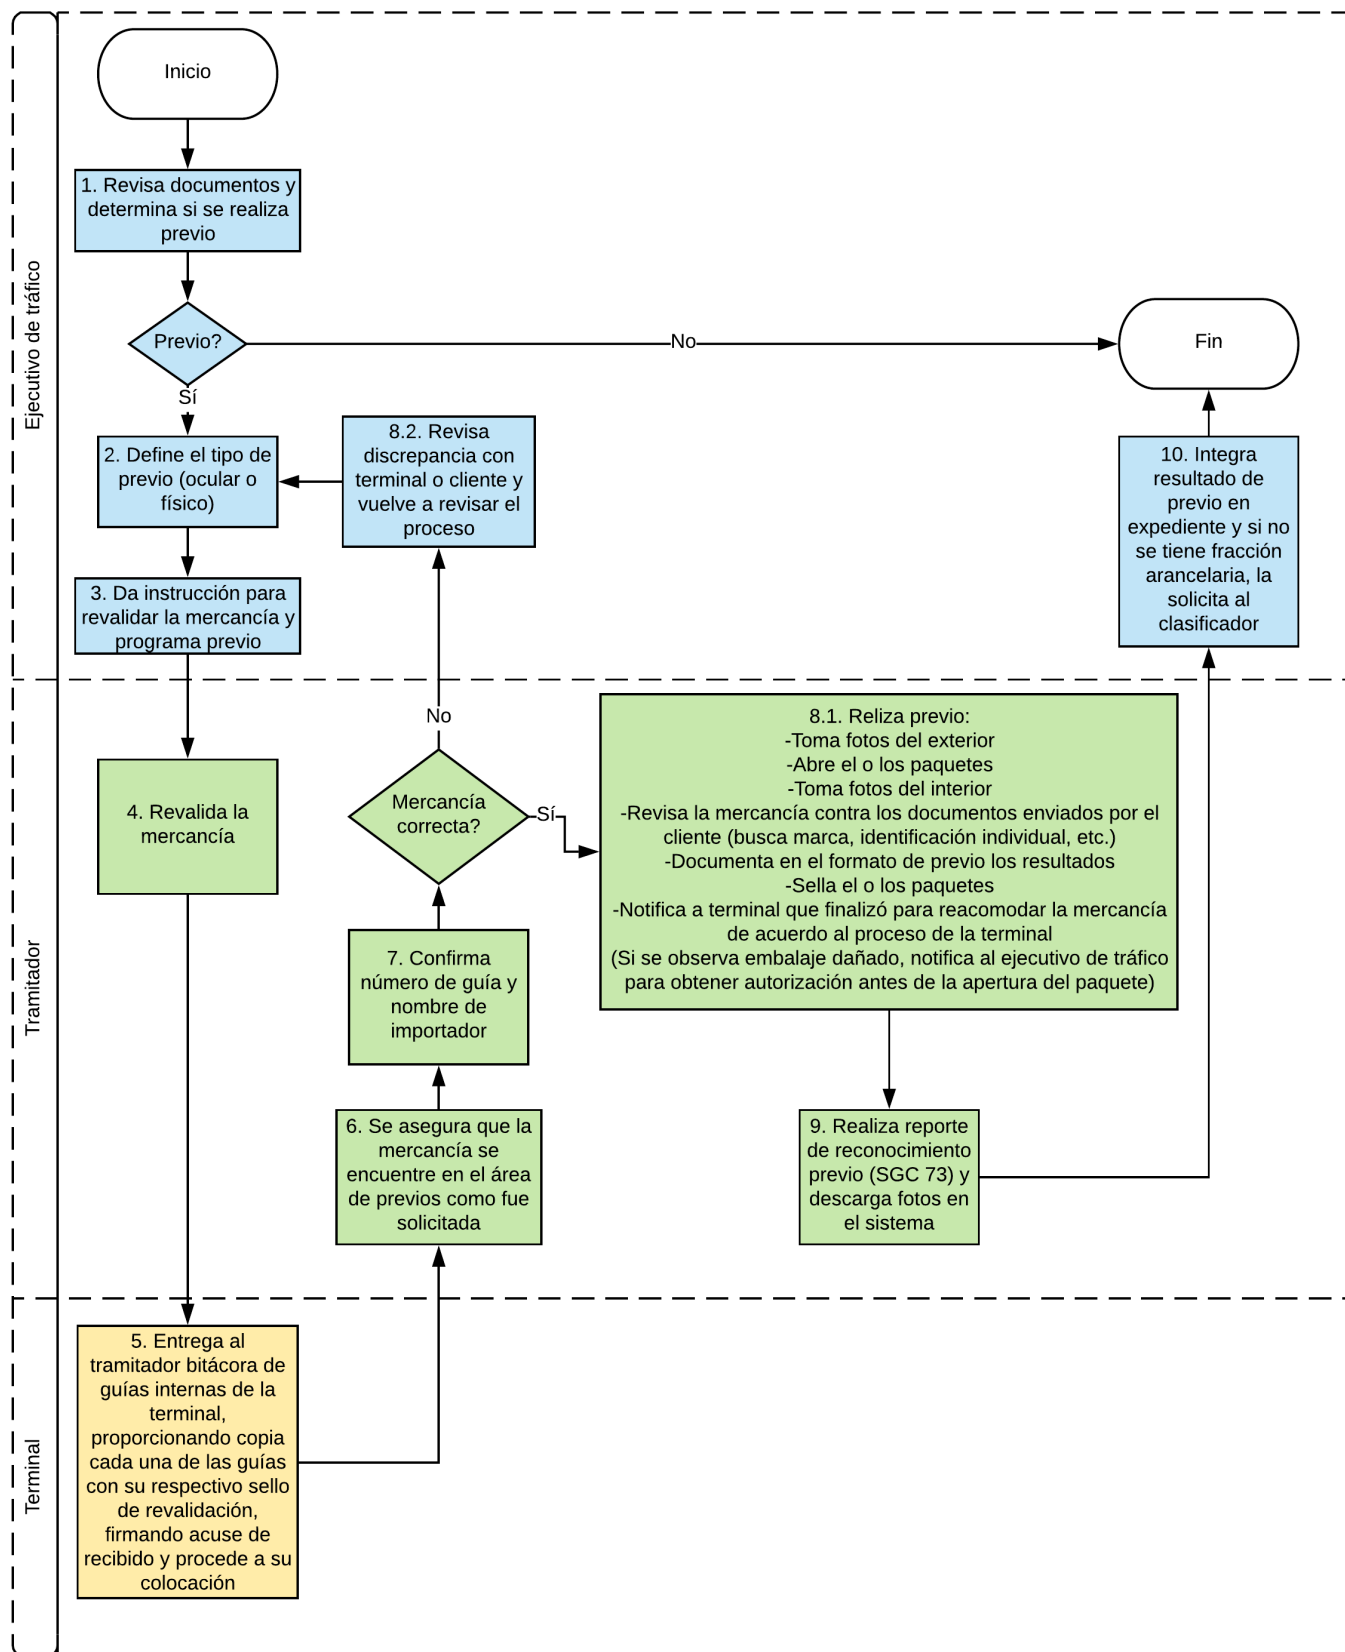 Ejecutivo de tráfico
Inicio
1. Revisa documentos y
determina si se realiza
previo
Previo?
No
Fin
Sí
2. Define el tipo de
previo (ocular o
físico)
8.2. Revisa
discrepancia con
terminal o cliente y
vuelve a revisar el
proceso
10. Integra
resultado de
previo en
expediente y si no
se tiene fracción
arancelaria, la
solicita al
clasificador
3. Da instrucción para
revalidar la mercancía y
programa previo
Tramitador
No
4. Revalida la
mercancía
Mercancía
correcta?
Sí
8.1. Reliza previo:
-Toma fotos del exterior
-Abre el o los paquetes
-Toma fotos del interior
-Revisa la mercancía contra los documentos enviados por el
cliente (busca marca, identificación individual, etc.)
-Documenta en el formato de previo los resultados
-Sella el o los paquetes
-Notifica a terminal que finalizó para reacomodar la mercancía
de acuerdo al proceso de la terminal
(Si se observa embalaje dañado, notifica al ejecutivo de tráfico
para obtener autorización antes de la apertura del paquete)
7. Confirma
número de guía y
nombre de
importador
6. Se asegura que la
mercancía se
encuentre en el área
de previos como fue
solicitada
9. Realiza reporte
de reconocimiento
previo (SGC 73) y
descarga fotos en
el sistema
Terminal
5. Entrega al
tramitador bitácora de
guías internas de la
terminal,
proporcionando copia
cada una de las guías
con su respectivo sello
de revalidación,
firmando acuse de
recibido y procede a su
colocación